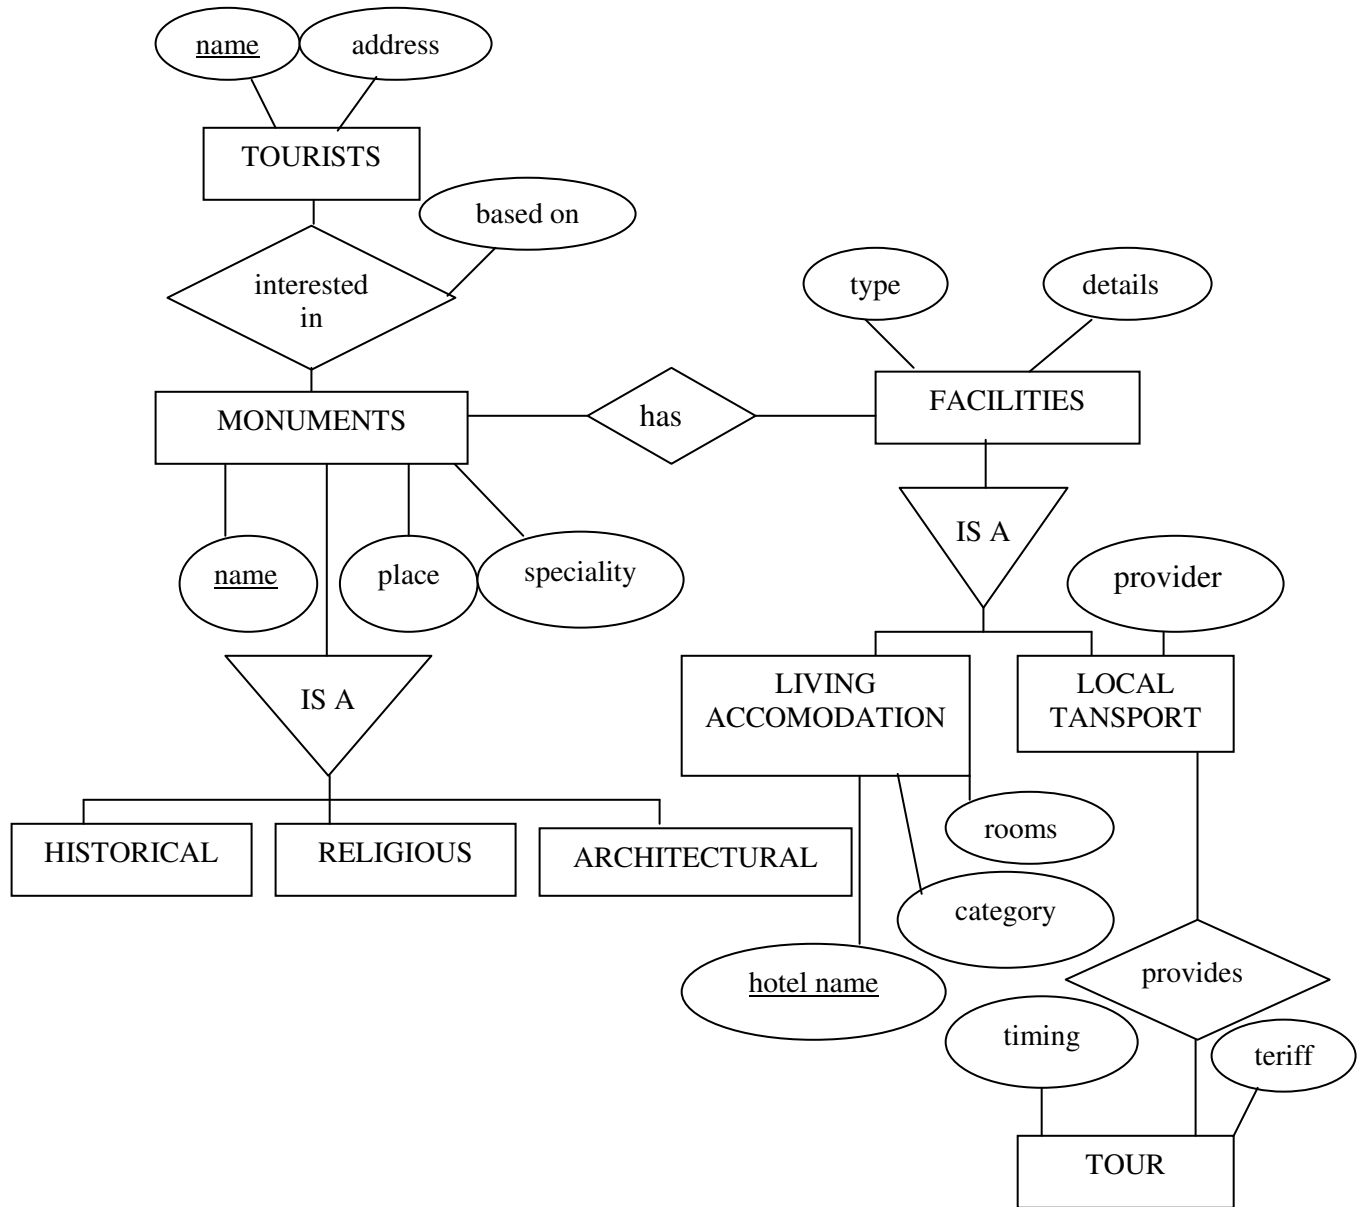 name
address
TOURISTS
based on
interested
in
type
details
MONUMENTS
has
FACILITIES
IS A
name
place
speciality
provider
IS A
LIVING
ACCOMODATION
LOCAL
TANSPORT
HISTORICAL
RELIGIOUS
ARCHITECTURAL
rooms
category
hotel name
provides
timing
teriff
TOUR